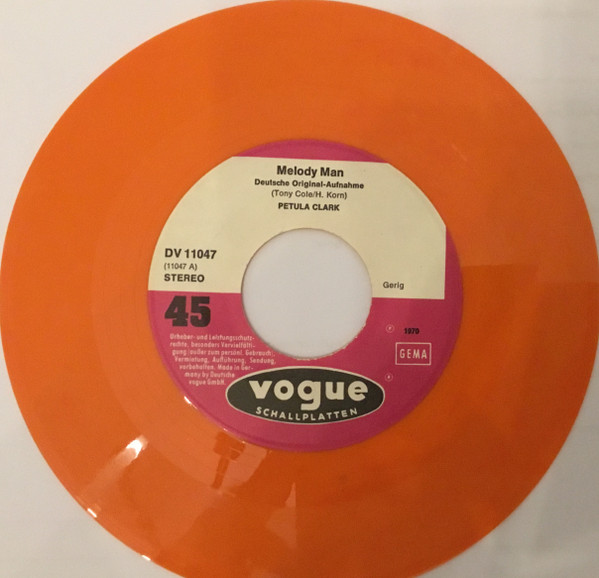 Melody Man
Deutsche Original-Aufnahme
(Tony Cole/H. Korn)
PETULA CLARK
DV 11047
(11047 A)
STEREO
Gerig
45
℗ 1970
GEMA
Urheber- und Leistungsschutz-
rechte, besonders Vervielfälti-
gung /außer zum persönl. Gebrauch/,
Vermietung, Aufführung, Sendung,
vorbehalten. Made in Ger-
many by Deutsche
vogue GmbH.
vogue
SCHALLPLATTEN
®